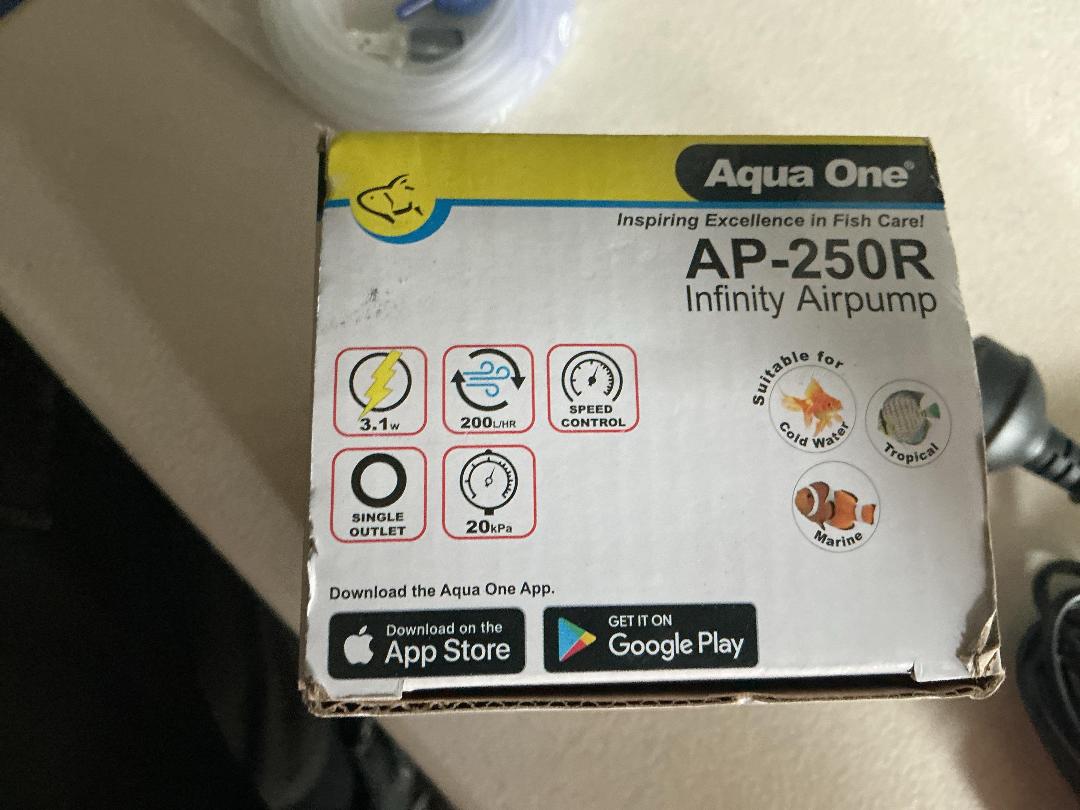 Aqua One®
Inspiring Excellence in Fish Care!
AP-250R
Infinity Airpump
3.1w
200L/HR
SPEED
CONTROL
SINGLE
OUTLET
20kPa
Suitable for
Cold Water
Tropical
Marine
Download the Aqua One App.
Download on the
App Store
GET IT ON
Google Play